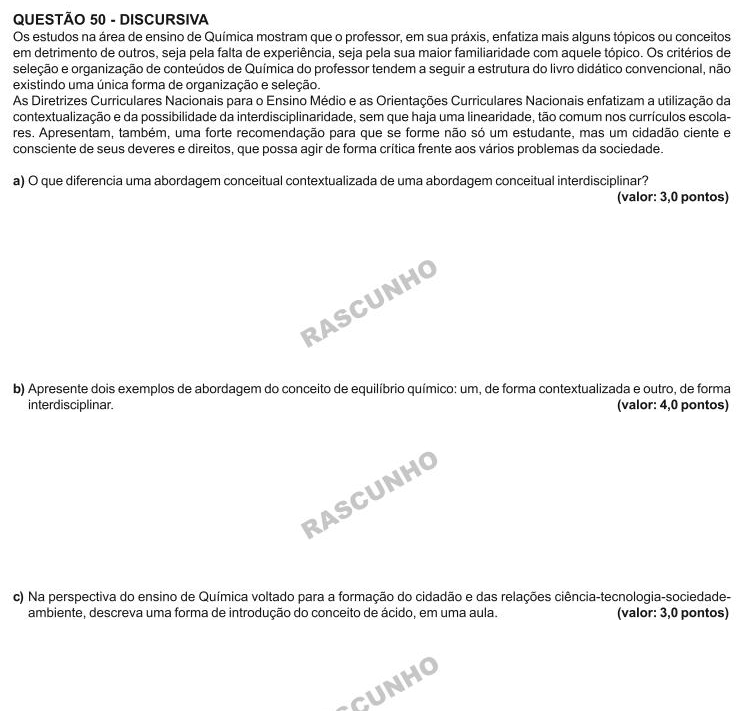 QUESTÃO 50 - DISCURSIVA
Os estudos na área de ensino de Química mostram que o professor, em sua práxis, enfatiza mais alguns tópicos ou conceitos
em detrimento de outros, seja pela falta de experiência, seja pela sua maior familiaridade com aquele tópico. Os critérios de
seleção e organização de conteúdos de Química do professor tendem a seguir a estrutura do livro didático convencional, não
existindo uma única forma de organização e seleção.
As Diretrizes Curriculares Nacionais para o Ensino Médio e as Orientações Curriculares Nacionais enfatizam a utilização da
contextualização e da possibilidade da interdisciplinaridade, sem que haja uma linearidade, tão comum nos currículos escola-
res. Apresentam, também, uma forte recomendação para que se forme não só um estudante, mas um cidadão ciente e
consciente de seus deveres e direitos, que possa agir de forma crítica frente aos vários problemas da sociedade.
a) O que diferencia uma abordagem conceitual contextualizada de uma abordagem conceitual interdisciplinar?
(valor: 3,0 pontos)
RASCUNHO
b) Apresente dois exemplos de abordagem do conceito de equilíbrio químico: um, de forma contextualizada e outro, de forma
interdisciplinar. (valor: 4,0 pontos)
RASCUNHO
c) Na perspectiva do ensino de Química voltado para a formação do cidadão e das relações ciência-tecnologia-sociedade-
ambiente, descreva uma forma de introdução do conceito de ácido, em uma aula. (valor: 3,0 pontos)
CUNHO